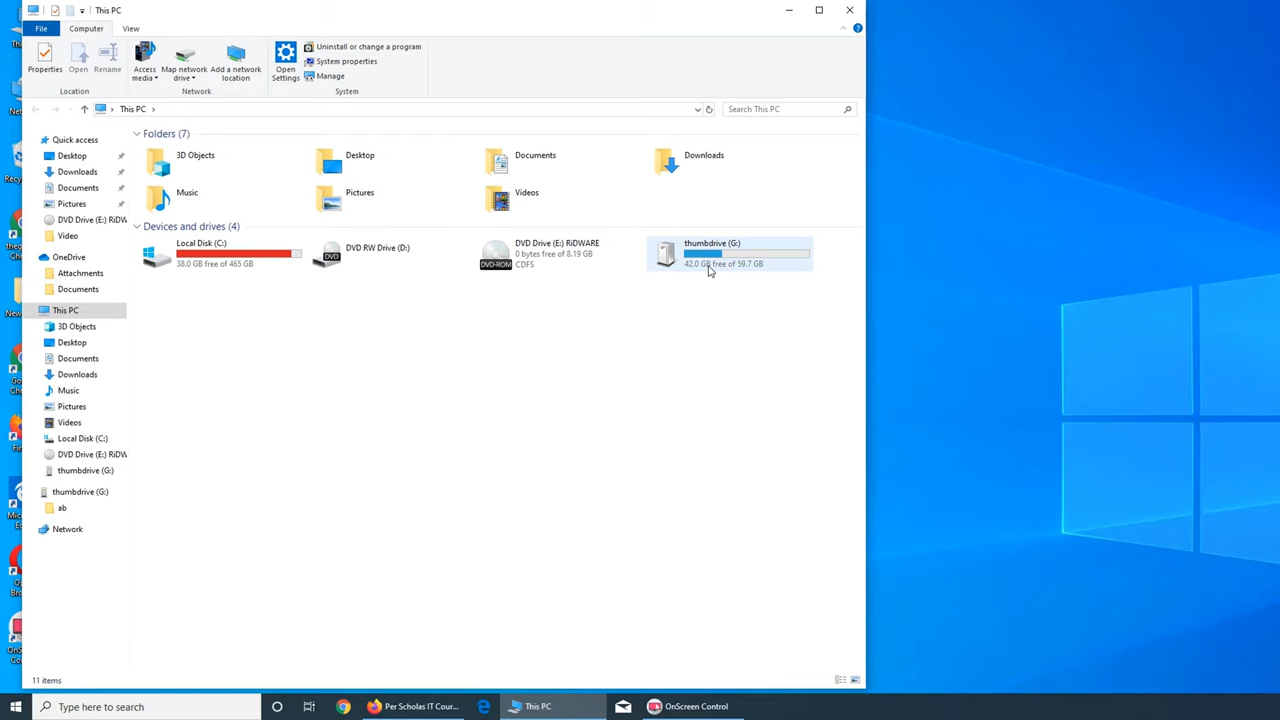 This PC
File
Computer
View
Properties
Open
Rename
Access
media
Map network
drive
Add a network
location
Open
Settings
Uninstall or change a program
System properties
Manage
Location
Network
System
This PC
Search This PC
Quick access
Desktop
Downloads
Documents
Pictures
DVD Drive (E:) RiDW
Video
OneDrive
Attachments
Documents
This PC
3D Objects
Desktop
Documents
Downloads
Music
Pictures
Videos
Local Disk (C:)
DVD Drive (E:) RiDW
thumbdrive (G:)
thumbdrive (G:)
ab
Network
Folders (7)
3D Objects
Desktop
Documents
Downloads
Music
Pictures
Videos
Devices and drives (4)
Local Disk (C:)
38.0 GB free of 465 GB
DVD
DVD RW Drive (D:)
DVD-ROM
DVD Drive (E:) RiDWARE
0 bytes free of 8.19 GB
CDFS
thumbdrive (G:)
42.0 GB free of 59.7 GB
11 items
Type here to search
Per Scholas IT Cour...
This PC
OnScreen Control